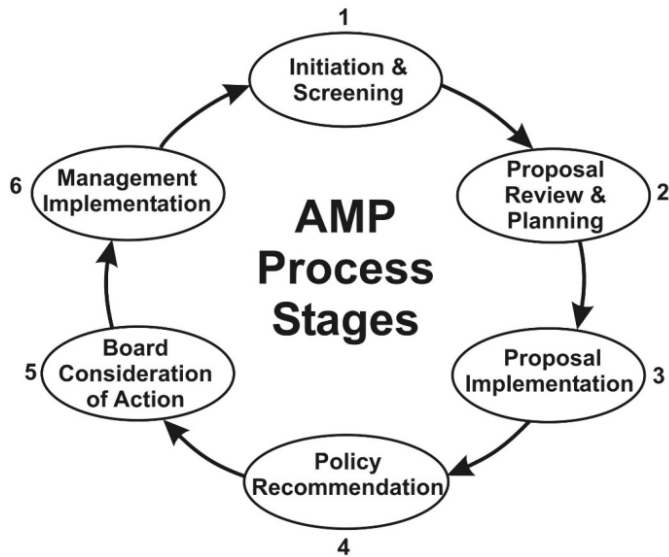 1
Initiation &
Screening
Proposal
Review &
Planning
2
Proposal
Implementation
3
Policy
Recommendation
4
Board
Consideration
of Action
5
Management
Implementation
6
AMP
Process
Stages